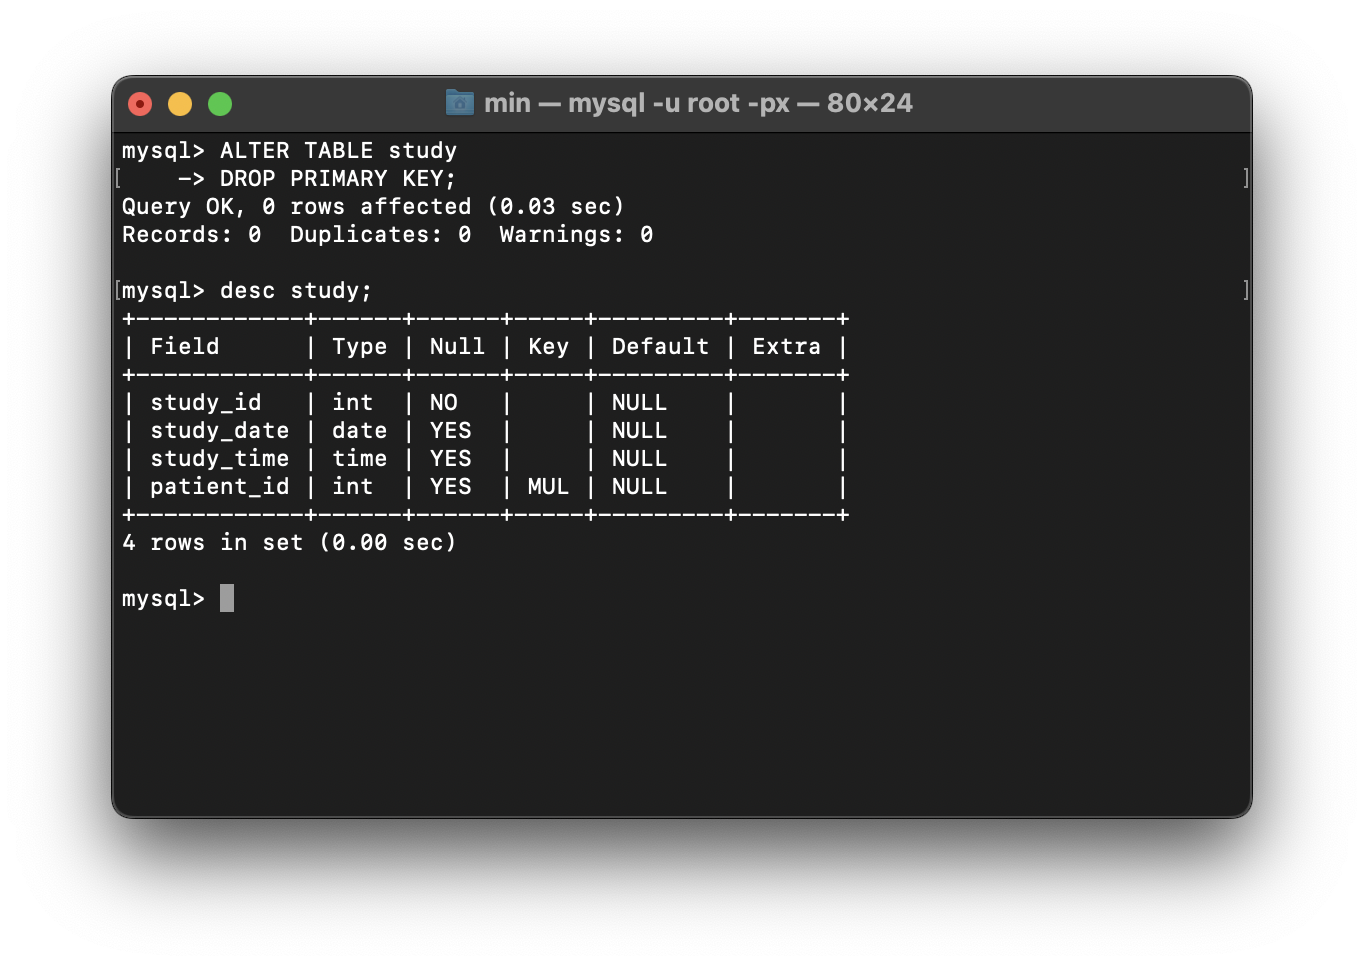 min — mysql -u root -px — 80×24
mysql> ALTER TABLE study
[    -> DROP PRIMARY KEY;                                                       ]
Query OK, 0 rows affected (0.03 sec)
Records: 0  Duplicates: 0  Warnings: 0
[mysql> desc study;                                                              ]
+------------+------+------+-----+---------+-------+
| Field      | Type | Null | Key | Default | Extra |
+------------+------+------+-----+---------+-------+
| study_id   | int  | NO   |     | NULL    |       |
| study_date | date | YES  |     | NULL    |       |
| study_time | time | YES  |     | NULL    |       |
| patient_id | int  | YES  | MUL | NULL    |       |
+------------+------+------+-----+---------+-------+
4 rows in set (0.00 sec)
mysql>